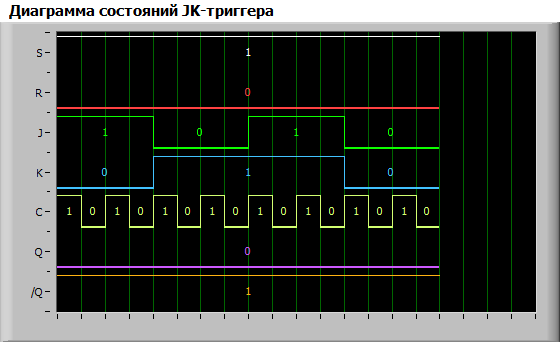 Диаграмма состояний JK-триггера
S 1
R 0
J 1 0 1 0
K 0 1 0
C 1 0 1 0 1 0 1 0 1 0 1 0 1 0 1 0
Q 0
/Q 1